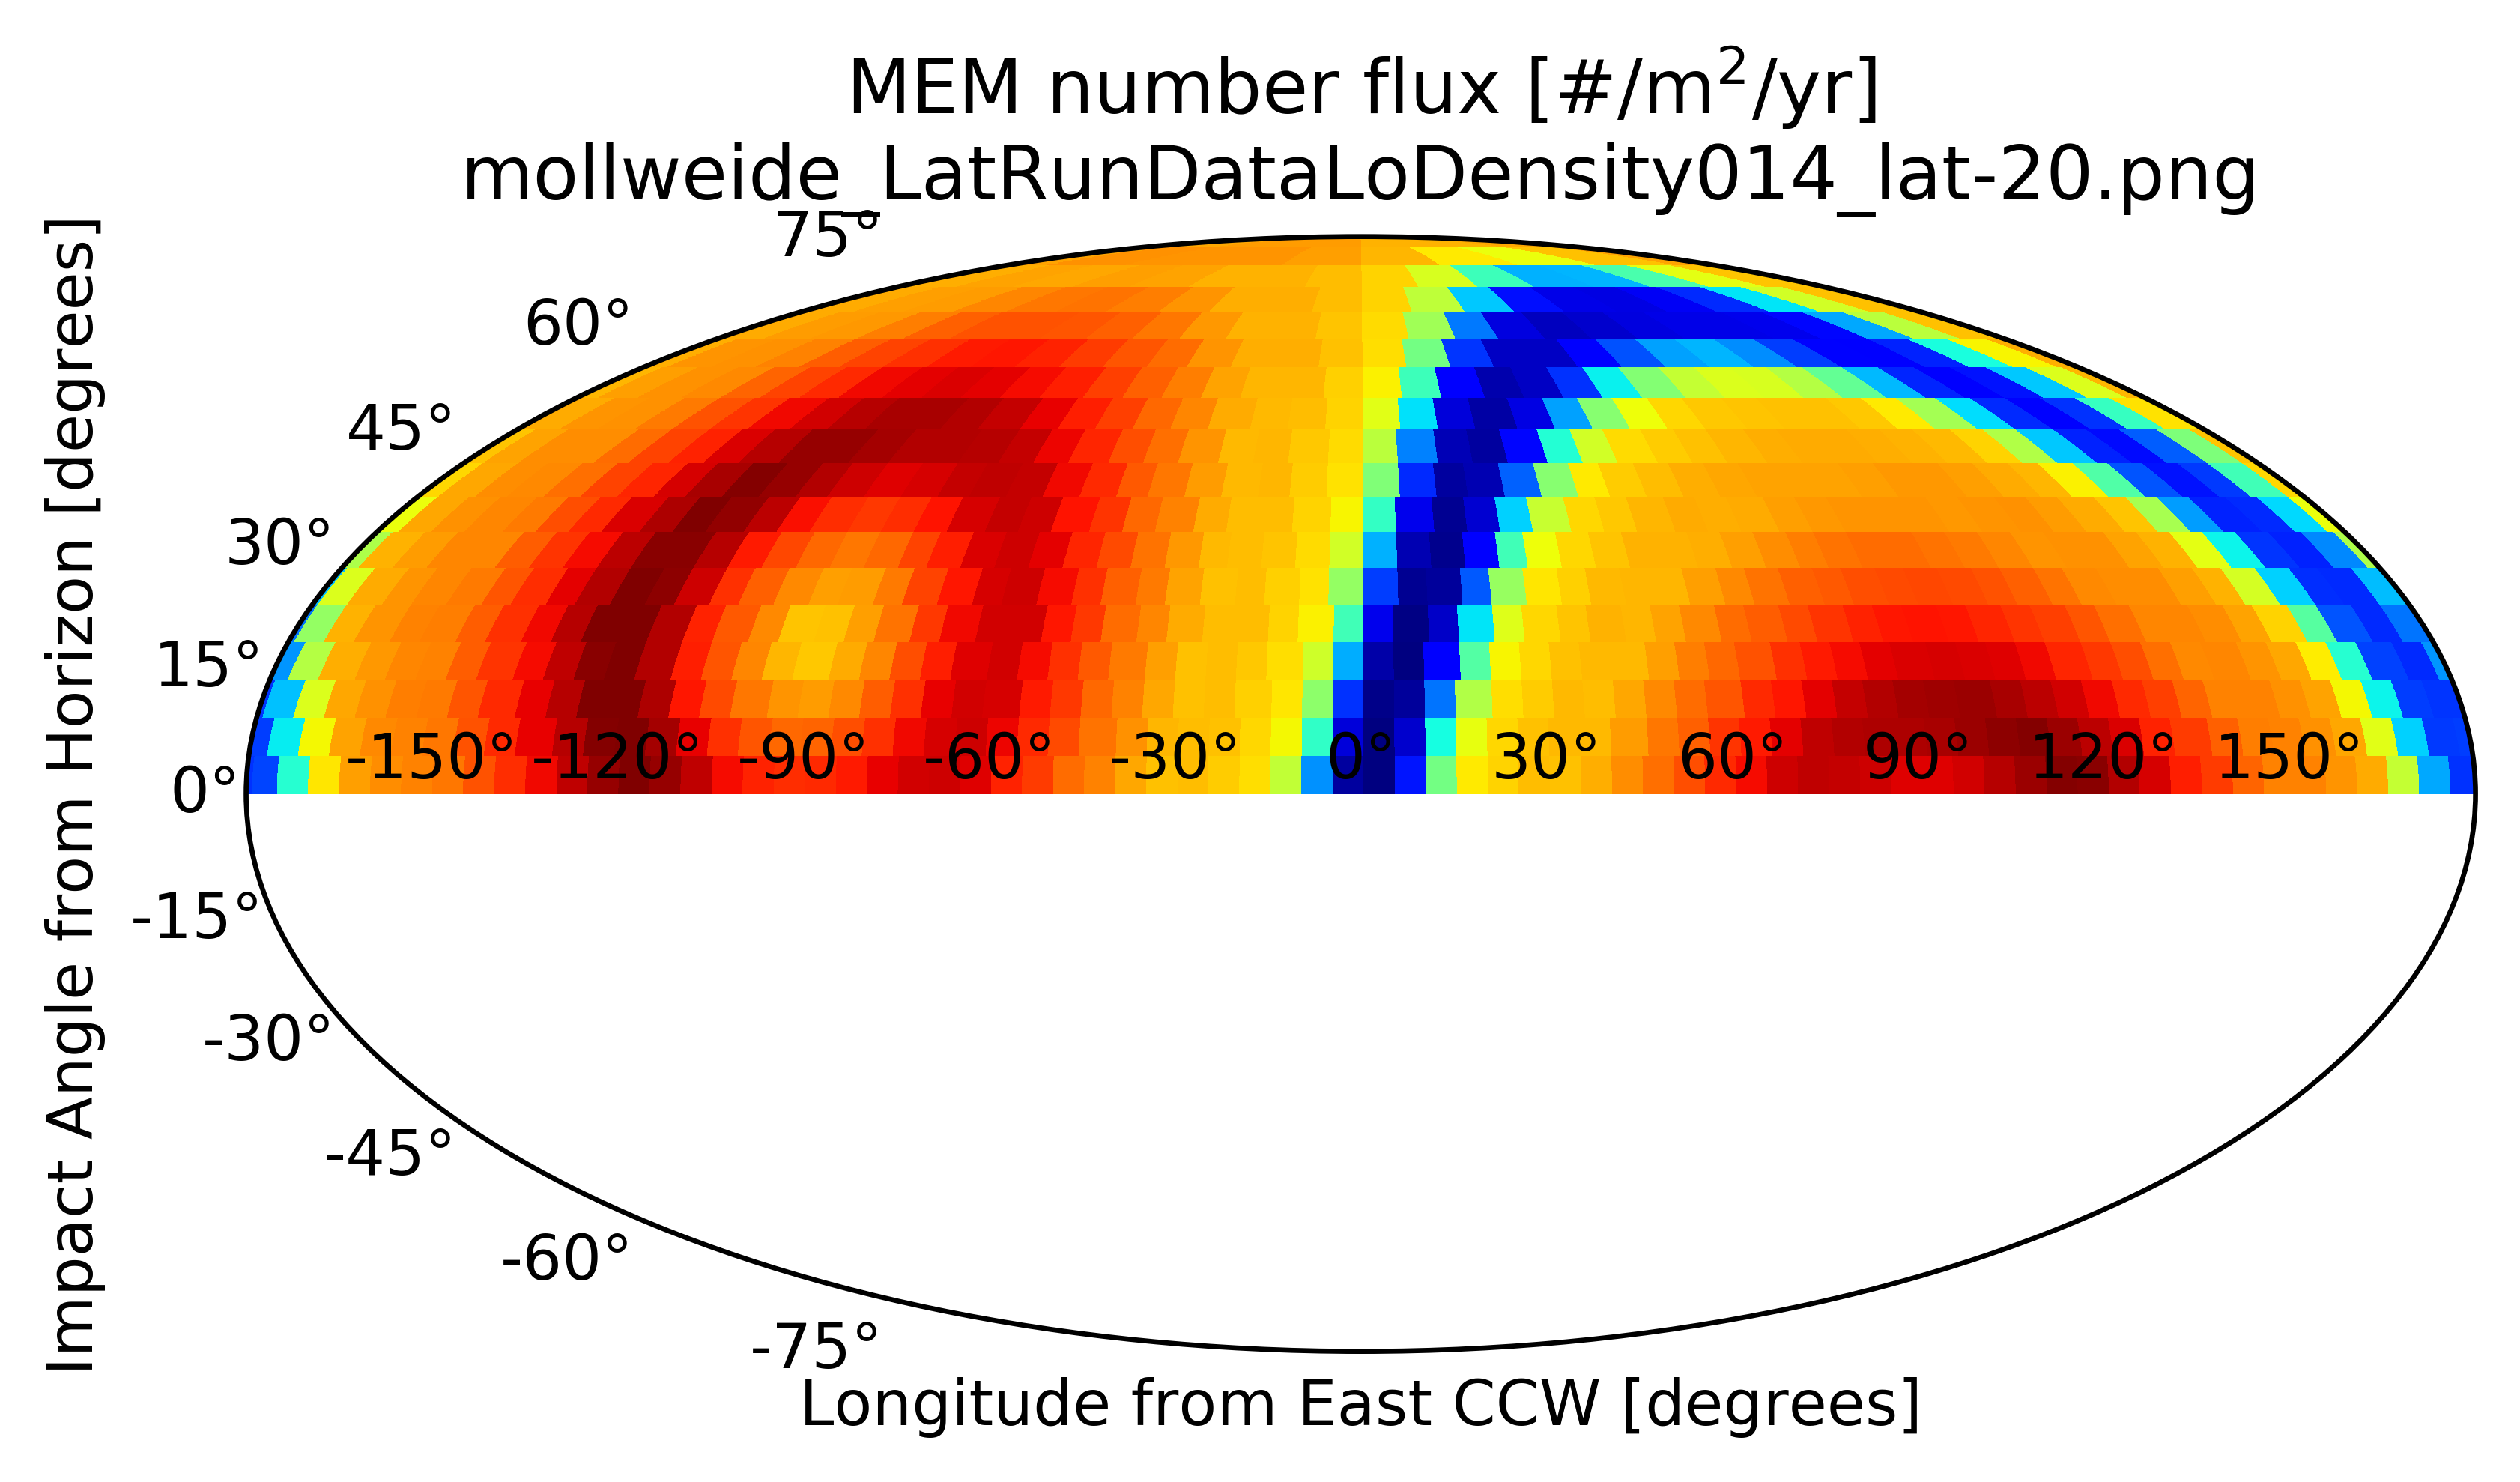 MEM number flux [#/m²/yr]
mollweide_LatRunDataLoDensity014_lat-20.png
75°
60°
45°
30°
15°
0°
-15°
-30°
-45°
-60°
-75°
-150° -120° -90° -60° -30° 0° 30° 60° 90° 120° 150°
Impact Angle from Horizon [degrees]
Longitude from East CCW [degrees]